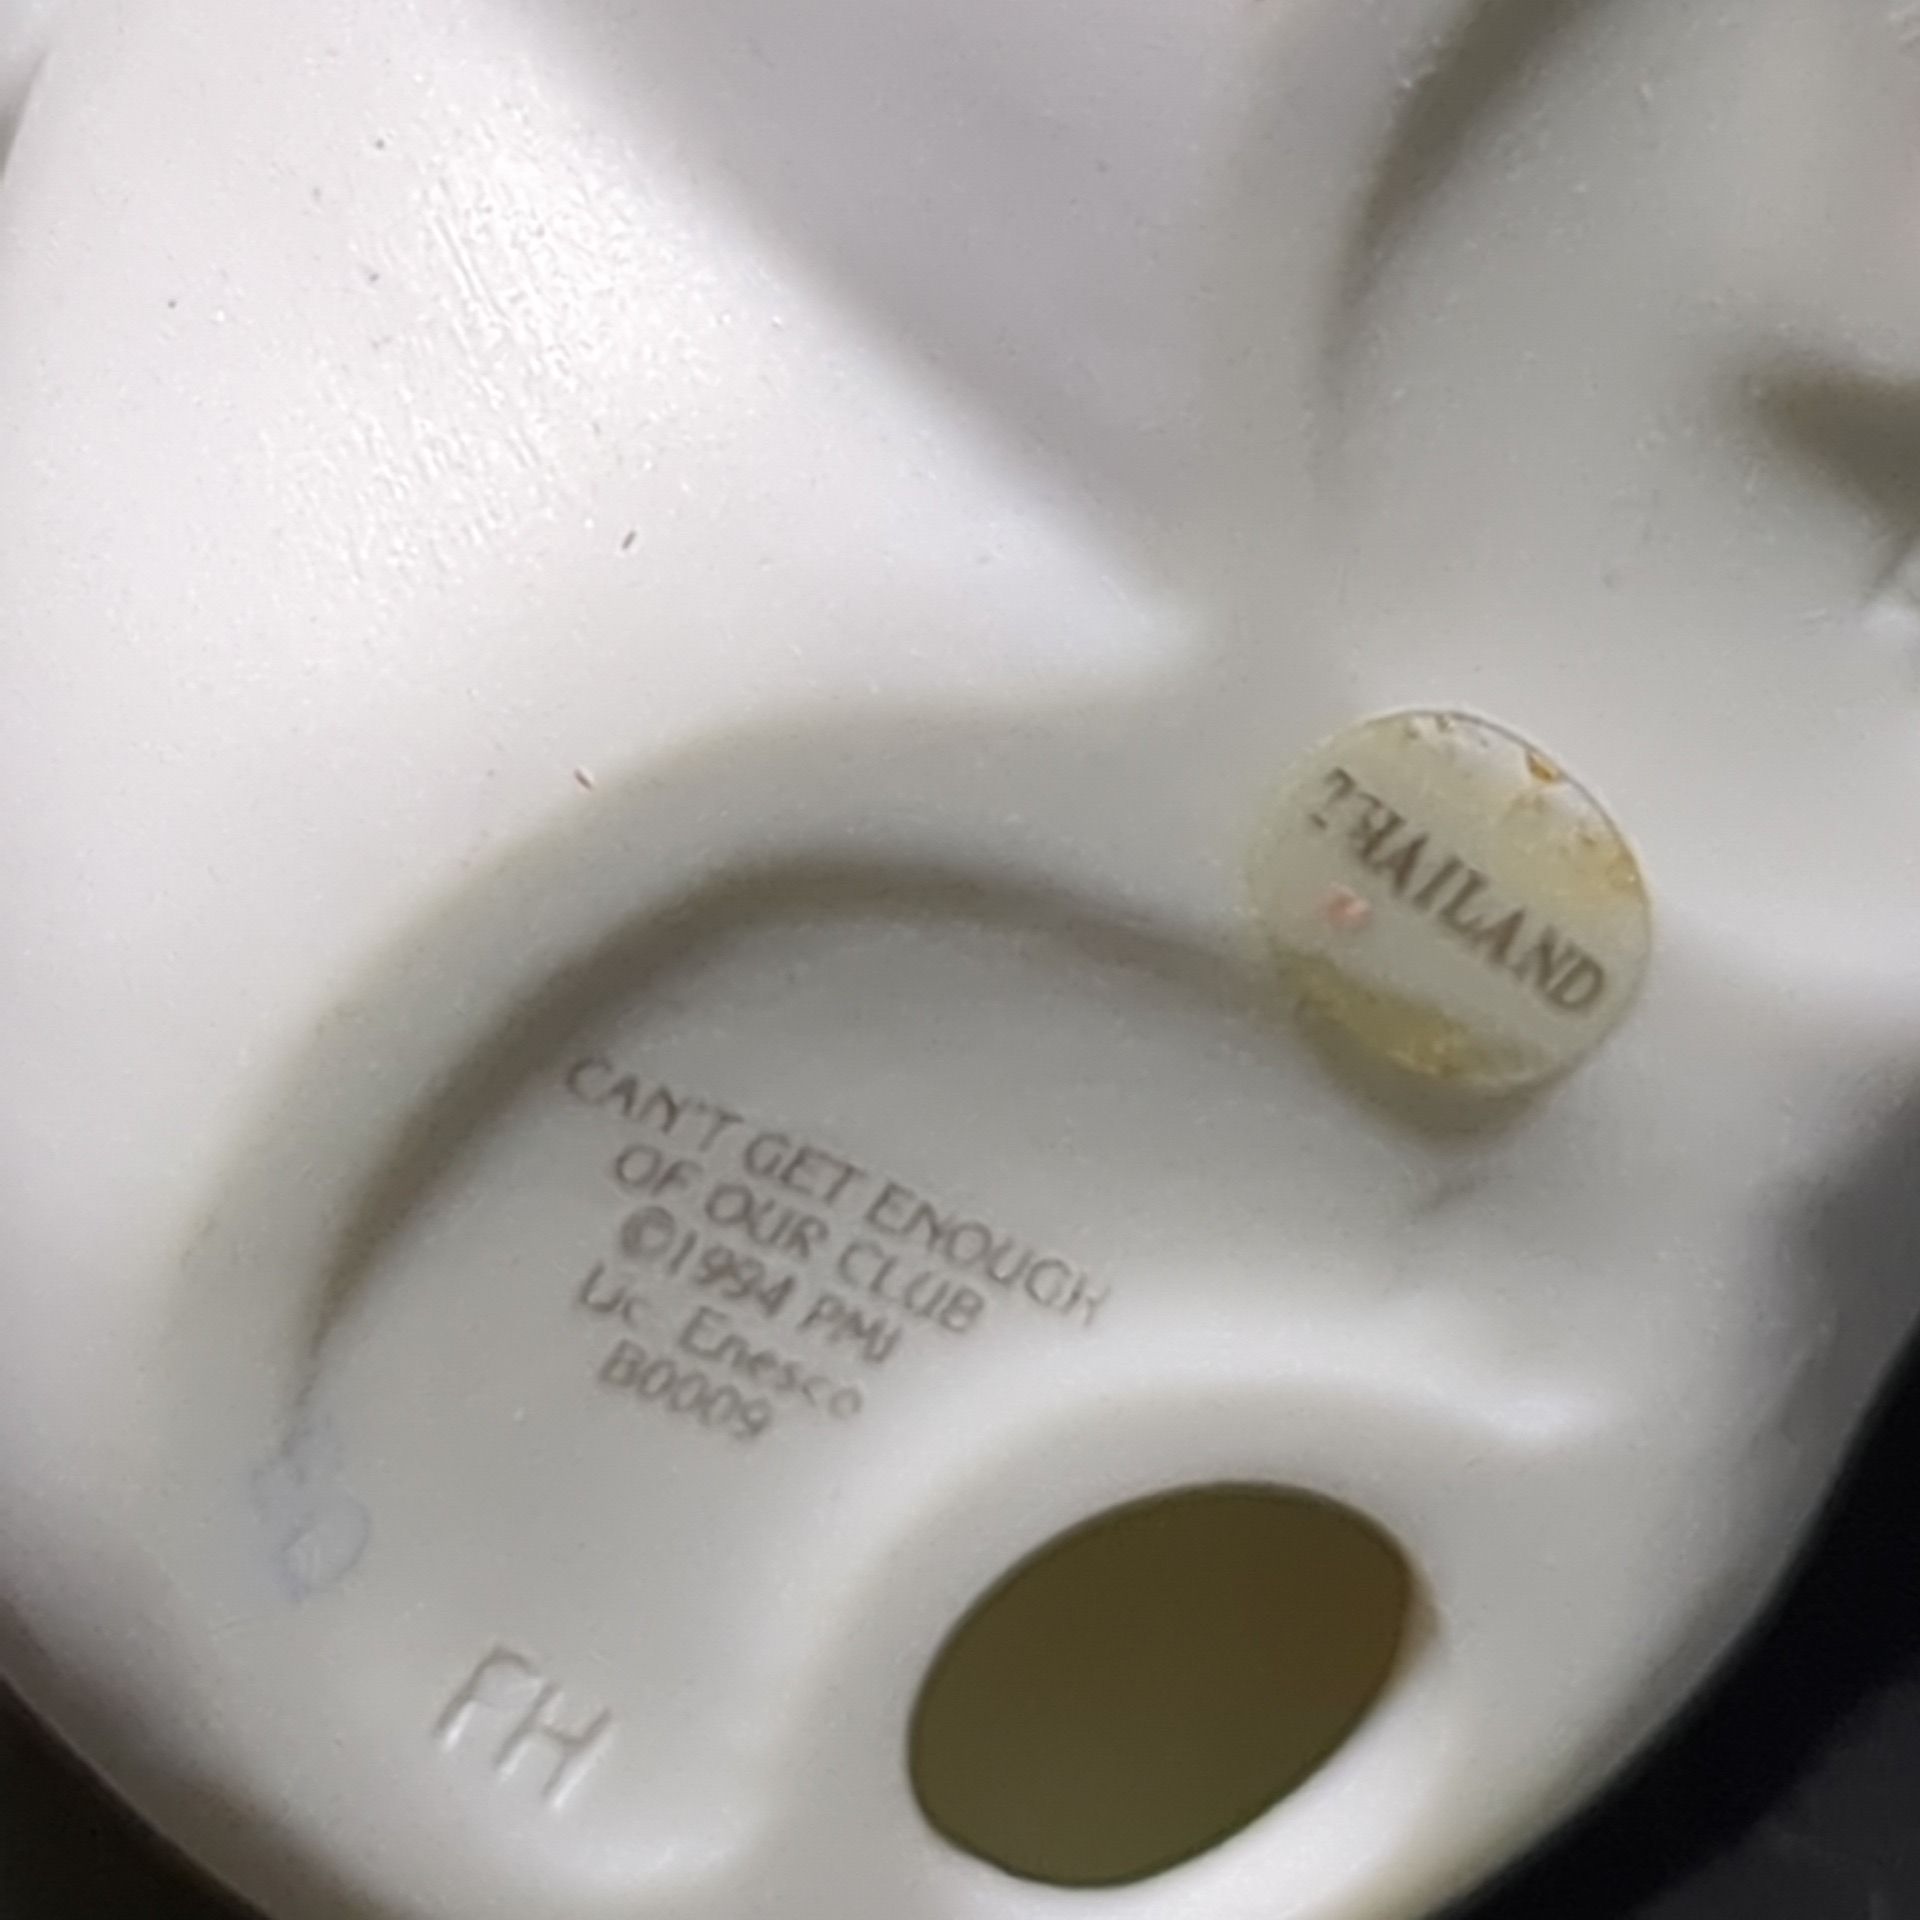 THAILAND
CAN'T GET ENOUGH
OF OUR CLUB
©1994 PMI
Lic. Enesco
B0009
FH